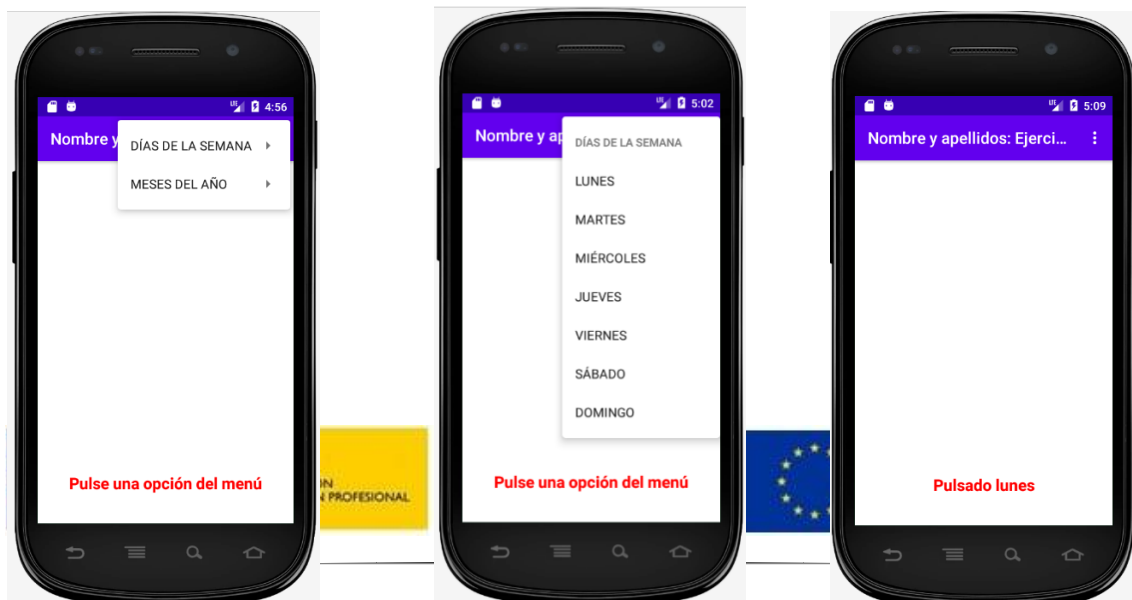 4:56
Nombre y
DÍAS DE LA SEMANA
MESES DEL AÑO
Pulse una opción del menú
N PROFESIONAL
5:02
Nombre y ap
DÍAS DE LA SEMANA
LUNES
MARTES
MIÉRCOLES
JUEVES
VIERNES
SÁBADO
DOMINGO
Pulse una opción del menú
5:09
Nombre y apellidos: Ejerci...
Pulsado lunes